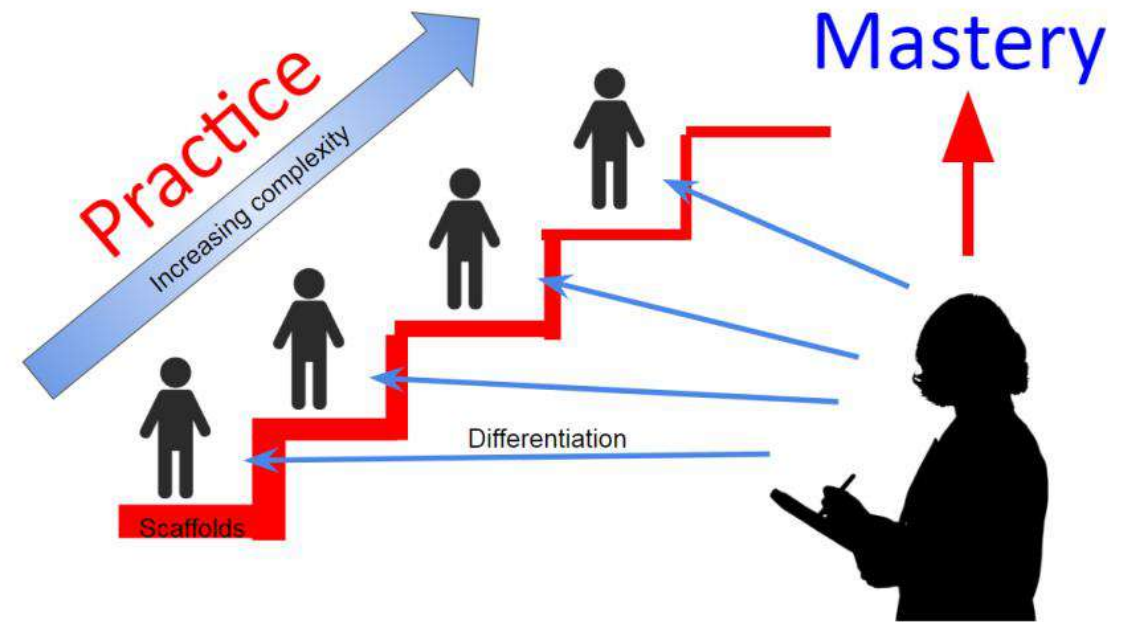 Mastery
Practice
Increasing complexity
Differentiation
Scaffolds